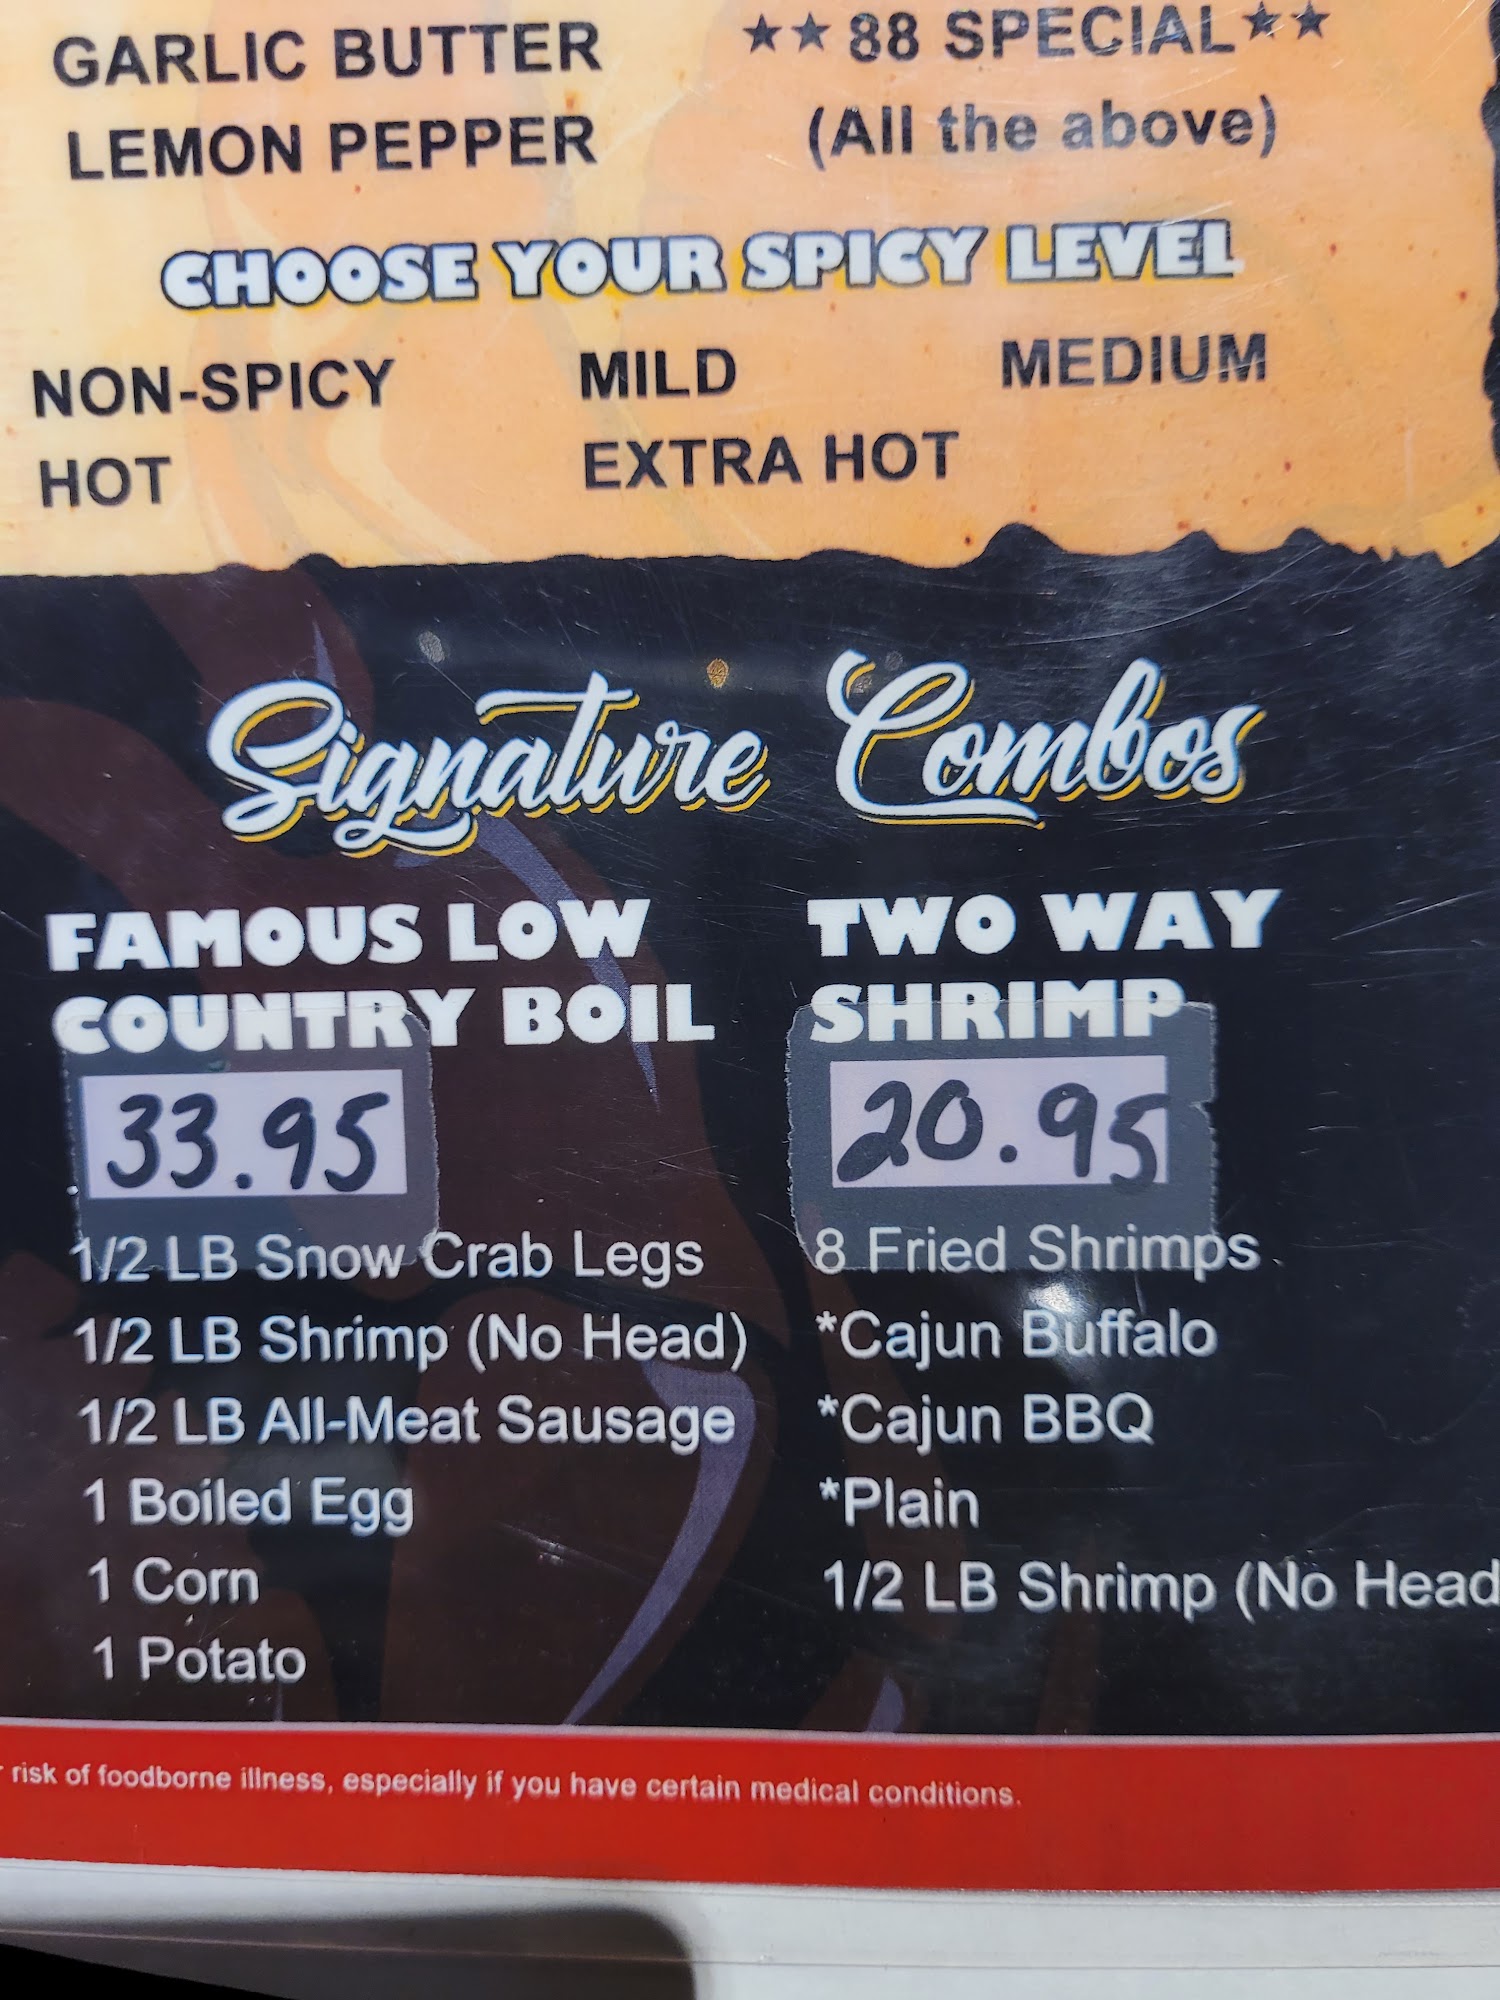 GARLIC BUTTER
★★ 88 SPECIAL ★★
LEMON PEPPER
(All the above)
CHOOSE YOUR SPICY LEVEL
NON-SPICY MILD MEDIUM
HOT EXTRA HOT
Signature Combos
FAMOUS LOW
COUNTRY BOIL
33.95
1/2 LB Snow Crab Legs
1/2 LB Shrimp (No Head)
1/2 LB All-Meat Sausage
1 Boiled Egg
1 Corn
1 Potato
TWO WAY
SHRIMP
20.95
8 Fried Shrimps
*Cajun Buffalo
*Cajun BBQ
*Plain
1/2 LB Shrimp (No Head
risk of foodborne illness, especially if you have certain medical conditions.